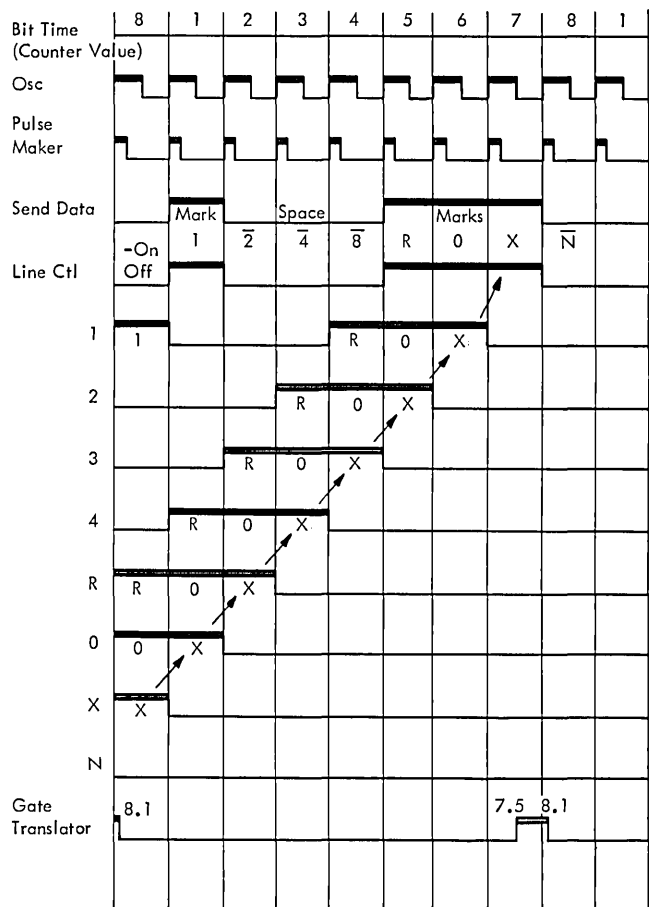 Bit Time 8 1 2 3 4 5 6 7 8 1
(Counter Value)
Osc
Pulse
Maker
Send Data Mark Space Marks
1 2̅ 4̅ 8̅ R 0 X N̅
-On
Line Ctl Off
1 1 R 0 X
2 R 0 X
3 R 0 X
4 R 0 X
R R 0 X
0 0 X
X X
N
Gate 8.1 7.5 8.1
Translator